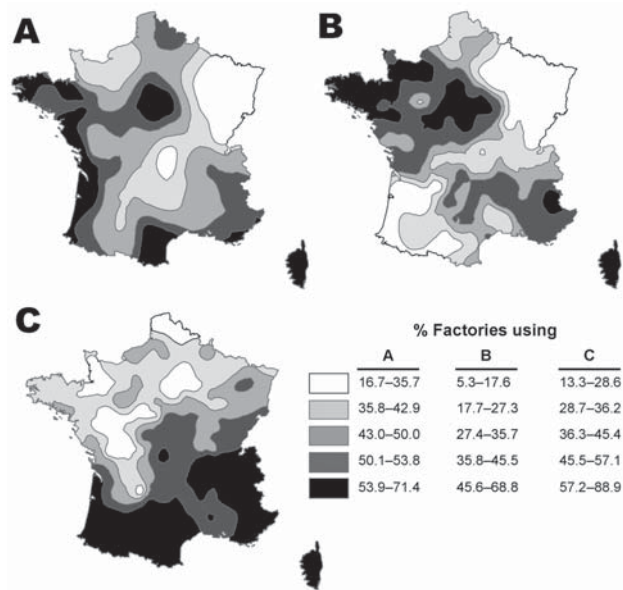 A
B
C
% Factories using
A B C
16.7–35.7 5.3–17.6 13.3–28.6
35.8–42.9 17.7–27.3 28.7–36.2
43.0–50.0 27.4–35.7 36.3–45.4
50.1–53.8 35.8–45.5 45.5–57.1
53.9–71.4 45.6–68.8 57.2–88.9